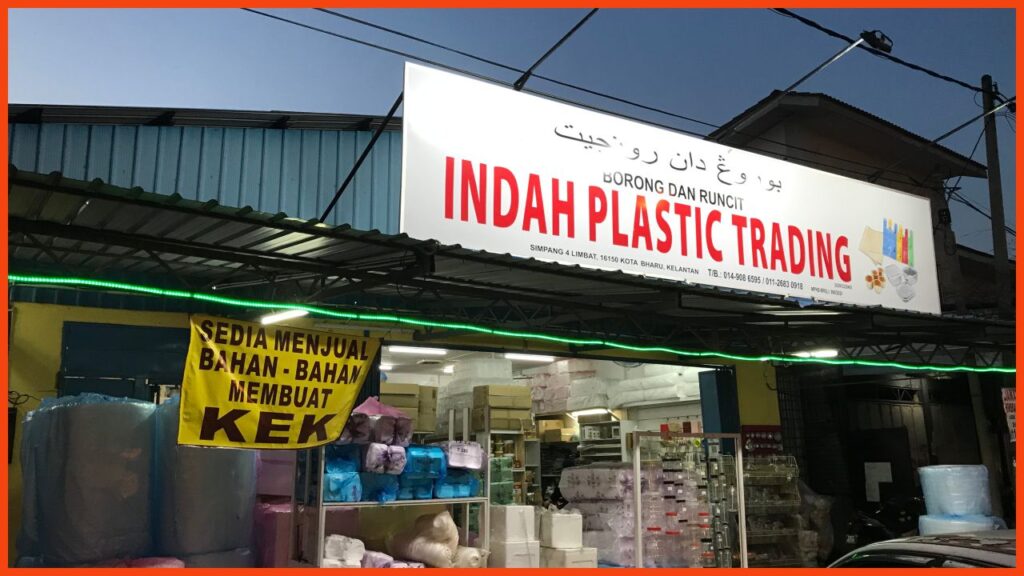 بوروڠ دان رونچيت
BORONG DAN RUNCIT
INDAH PLASTIC TRADING
SIMPANG 4 LIMBAT, 16150 KOTA BHARU, KELANTAN T/B.: 014-908 6595 / 011-2683 0918
SEDIA MENJUAL
BAHAN - BAHAN
MEMBUAT
KEK